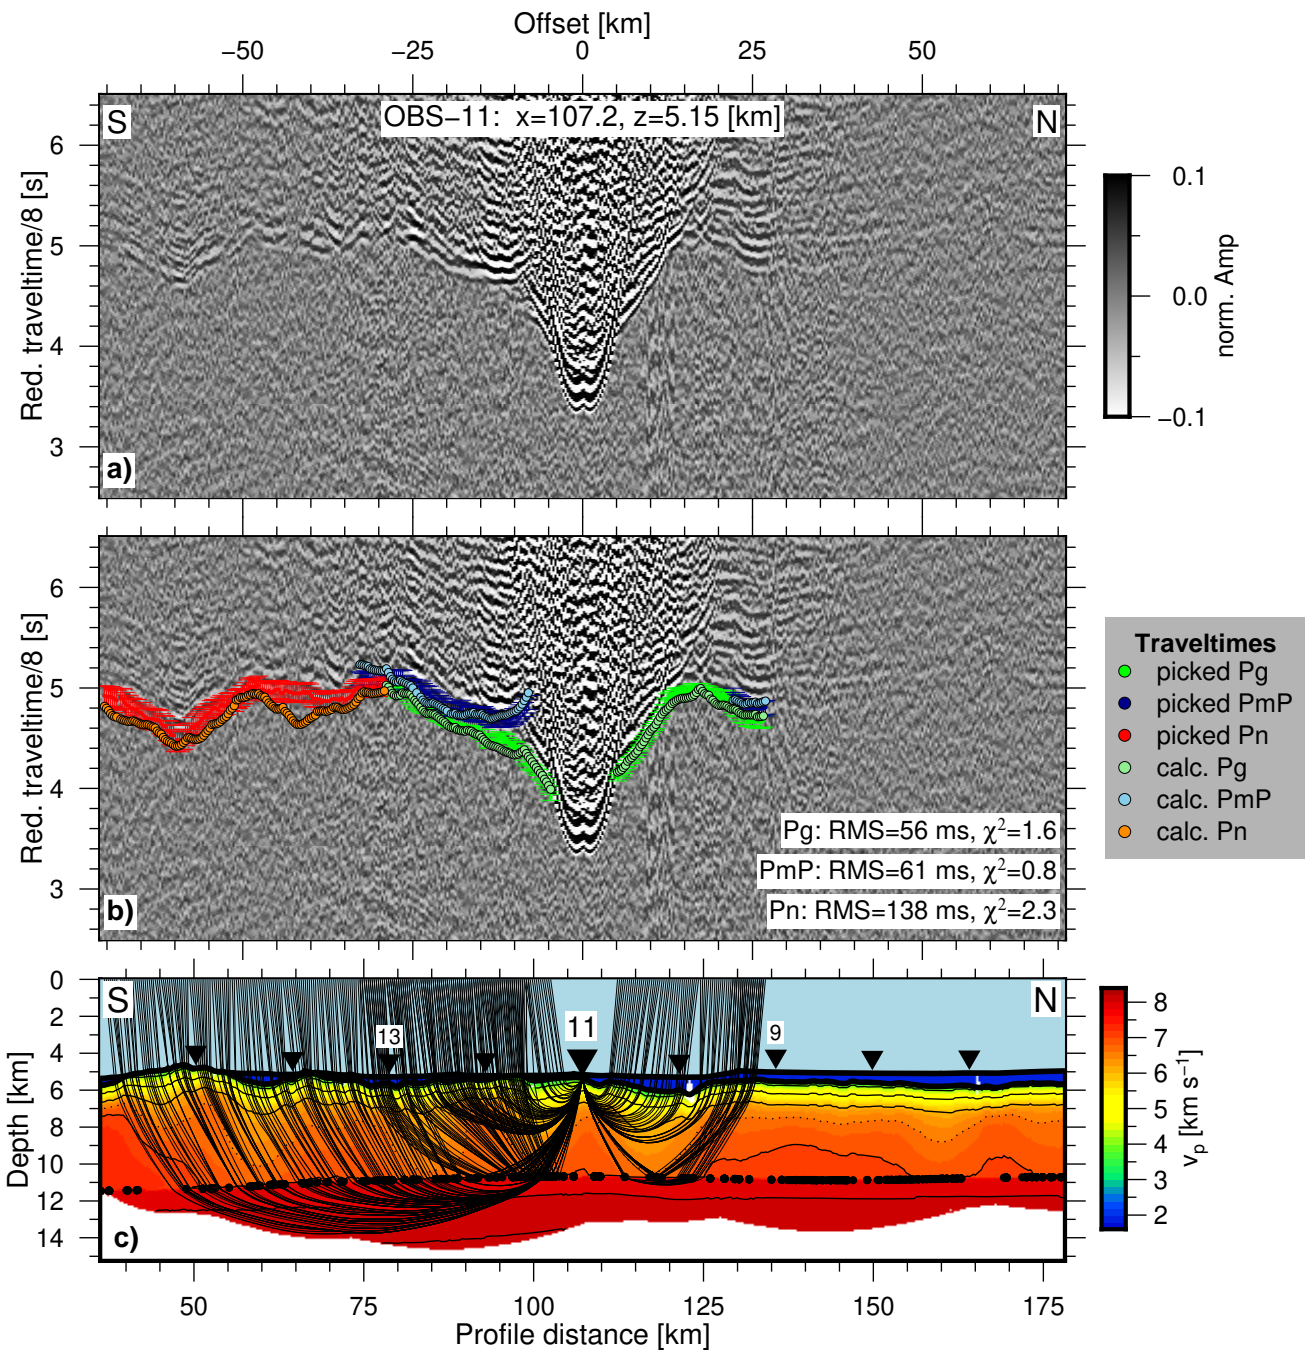 Offset [km]
−50 −25 0 25 50
S
OBS−11: x=107.2, z=5.15 [km]
N
Red. traveltime/8 [s]
6
5
4
3
a)
0.1
0.0
−0.1
norm. Amp
Red. traveltime/8 [s]
6
5
4
3
b)
Pg: RMS=56 ms, χ²=1.6
PmP: RMS=61 ms, χ²=0.8
Pn: RMS=138 ms, χ²=2.3
Traveltimes
picked Pg
picked PmP
picked Pn
calc. Pg
calc. PmP
calc. Pn
Depth [km]
0
2
4
6
8
10
12
14
S
13
11
9
N
c)
8
7
6
5
4
3
2
vₚ [km s⁻¹]
50 75 100 125 150 175
Profile distance [km]